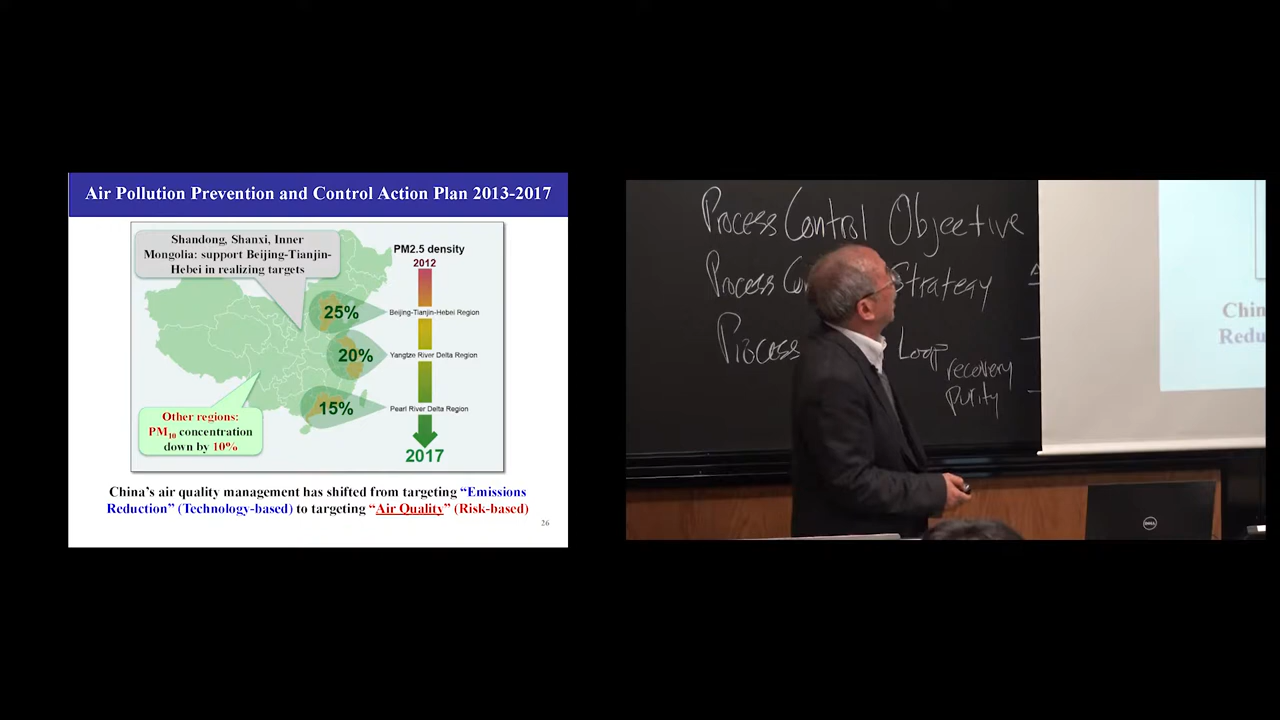 Air Pollution Prevention and Control Action Plan 2013-2017
Shandong, Shanxi, Inner
Mongolia: support Beijing-Tianjin-
Hebei in realizing targets
PM2.5 density
2012
25%
Beijing-Tianjin-Hebei Region
20%
Yangtze River Delta Region
15%
Pearl River Delta Region
2017
Other regions:
PM10 concentration
down by 10%
China's air quality management has shifted from targeting "Emissions
Reduction" (Technology-based) to targeting "Air Quality" (Risk-based)
26
Process Control Objective
Process Strategy
Process Loop
recovery
purity
Chin
Redu
DELL